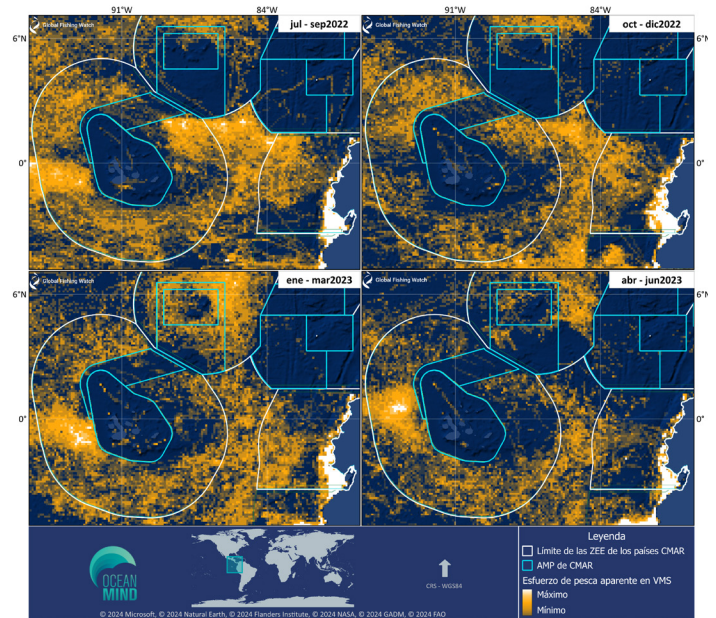 91°W
84°W
Global Fishing Watch
jul - sep2022
6°N
0°
91°W
84°W
Global Fishing Watch
oct - dic2022
6°N
0°
Global Fishing Watch
ene - mar2023
6°N
0°
Global Fishing Watch
abr - jun2023
6°N
0°
OCEAN
MIND
CRS - WGS84
Leyenda
Límite de las ZEE de los países CMAR
AMP de CMAR
Esfuerzo de pesca aparente en VMS
Máximo
Mínimo
© 2024 Microsoft, © 2024 Natural Earth, © 2024 Flanders Institute, © 2024 NASA, © 2024 GADM, © 2024 FAO